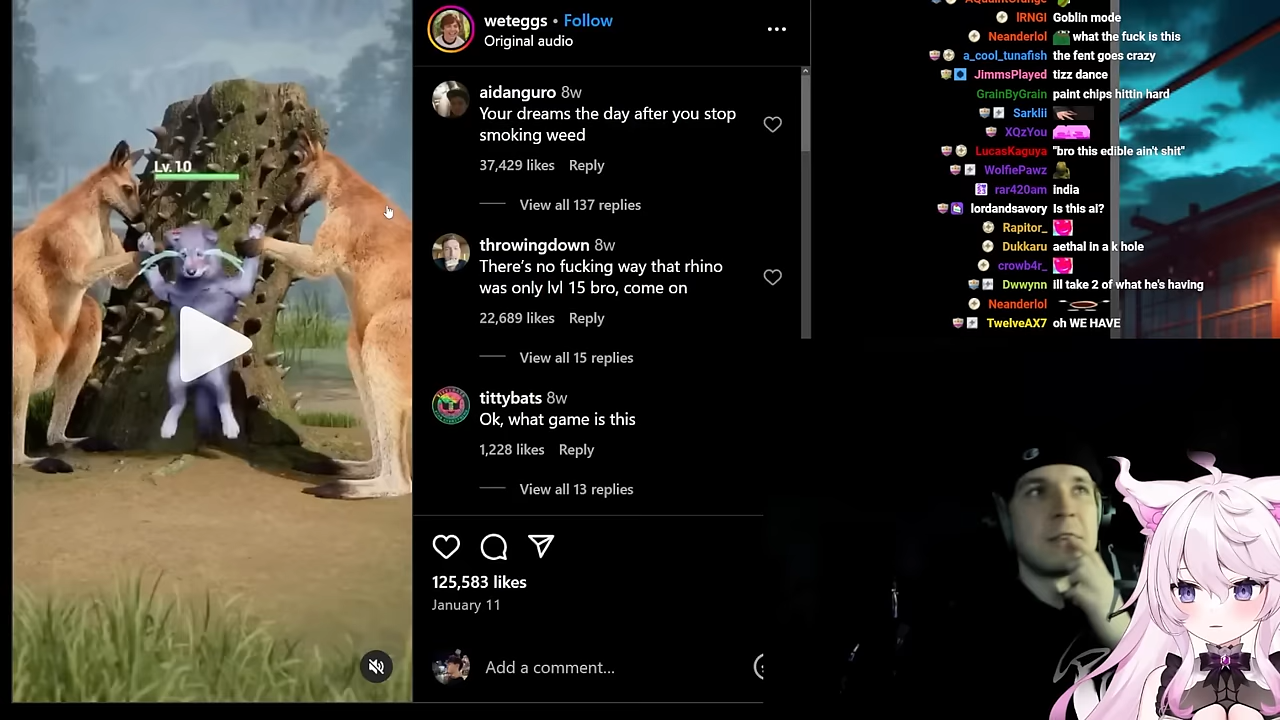 Lv. 10
weteggs • Follow
Original audio
aidanguro 8w
Your dreams the day after you stop
smoking weed
37,429 likes Reply
View all 137 replies
throwingdown 8w
There's no fucking way that rhino
was only lvl 15 bro, come on
22,689 likes Reply
View all 15 replies
tittybats 8w
Ok, what game is this
1,228 likes Reply
View all 13 replies
125,583 likes
January 11
Add a comment...
lRNGl Goblin mode
Neanderlol what the fuck is this
a_cool_tunafish the fent goes crazy
JimmsPlayed tizz dance
GrainByGrain paint chips hittin hard
Sarklii
XQzYou
LucasKaguya "bro this edible ain't shit"
WolfiePawz
rar420am india
lordandsavory Is this ai?
Rapitor_
Dukkaru aethal in a k hole
crowb4r_
Dwwynn ill take 2 of what he's having
Neanderlol
TwelveAX7 oh WE HAVE